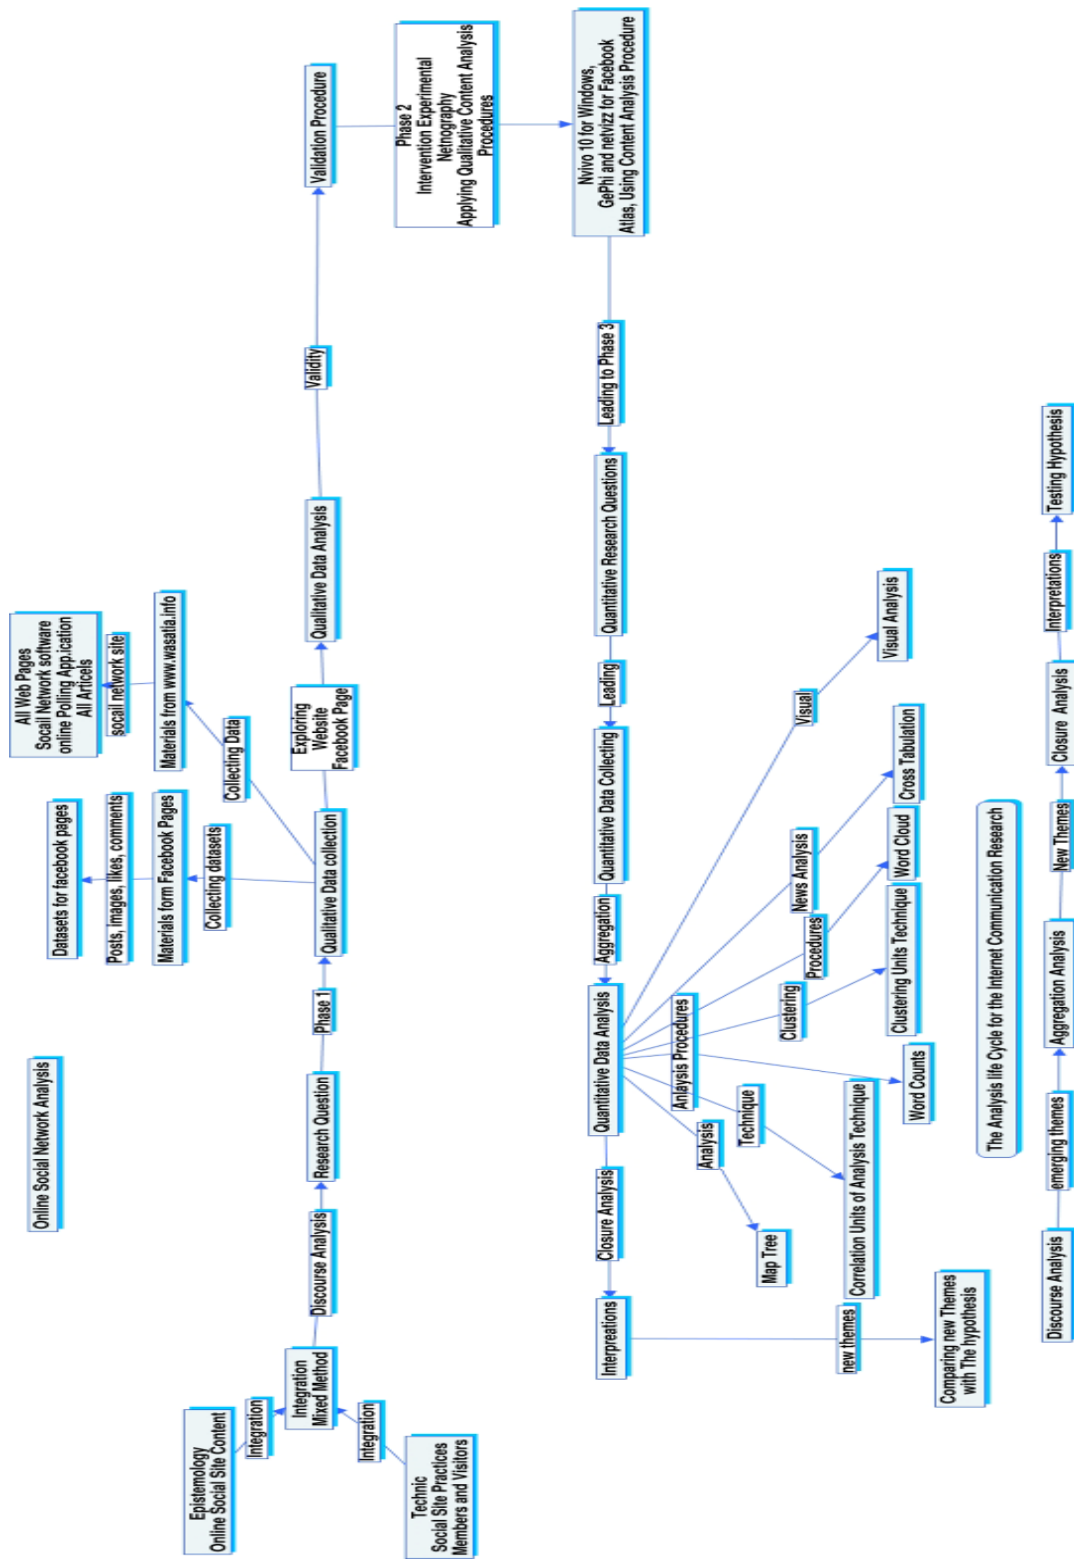 Online Social Network Analysis
Epistemology
Online Social Site Content
Integration
Technic
Social Site Practices
Members and Visitors
Integration
Integration
Mixed Method
Discourse Analysis
Research Question
Phase 1
Qualitative Data collection
Collecting datasets
Materials form Facebook Pages
Posts, images, likes, comments
Datasets for facebook pages
Collecting Data
Materials from www.wasatia.info
socail network site
All Web Pages
Socail Network software
online Polling App.ication
All Articels
Exploring
Website
Facebook Page
Qualitative Data Analysis
Validity
Validation Procedure
Phase 2
Intervention Experimental
Netnography
Applying Qualitative Content Analysis
Procedures
Nvivo 10 for Windows,
GePhi and netvizz for Facebook
Atlas, Using Content Analysis Procedure
Leading to Phase 3
Quantitative Research Questions
Leading
Quantitative Data Collecting
Aggregation
Quantitative Data Analysis
Visual
Visual Analysis
News Analysis
Cross Tabulation
Procedures
Word Cloud
Clustering
Clustering Units Technique
Anlaysis Procedures
Word Counts
Technique
Correlation Units of Analysis Technique
Analysis
Map Tree
Closure Analysis
Interpreations
new themes
Comparing new Themes
with The hypothesis
The Analysis life Cycle for the Internet Communication Research
Discourse Analysis
emerging themes
Aggregation Analysis
New Themes
Closure Analysis
Interpretations
Testing Hypothesis